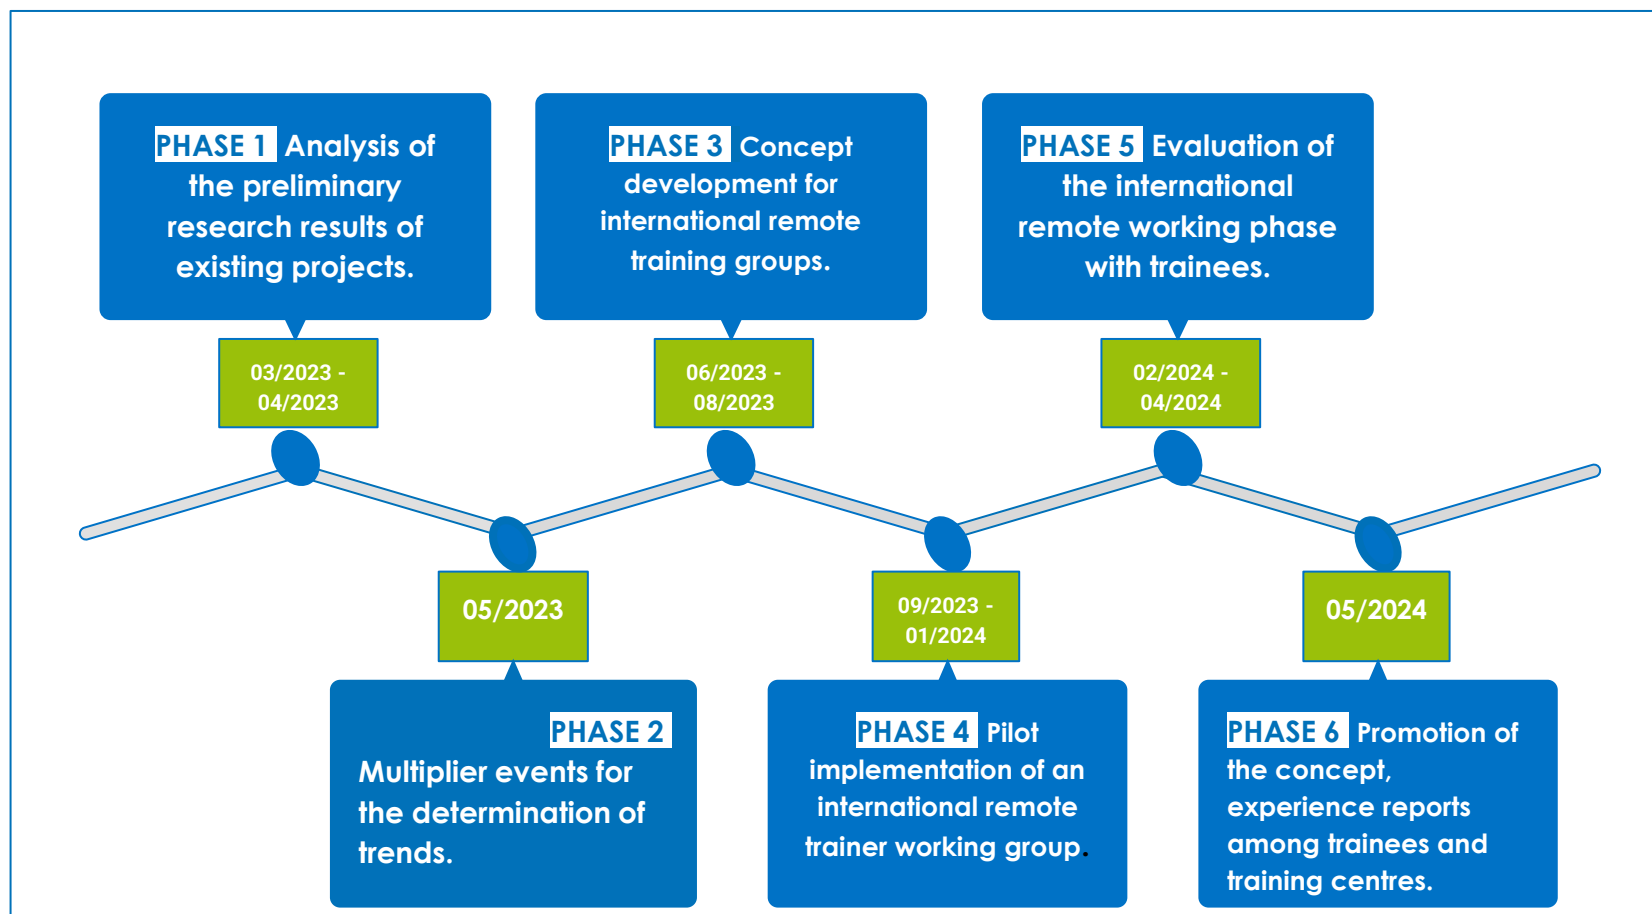 PHASE 1 Analysis of
the preliminary
research results of
existing projects.
03/2023 -
04/2023
05/2023
PHASE 2
Multiplier events for
the determination of
trends.
PHASE 3 Concept
development for
international remote
training groups.
06/2023 -
08/2023
09/2023 -
01/2024
PHASE 4 Pilot
implementation of an
international remote
trainer working group.
PHASE 5 Evaluation of
the international
remote working phase
with trainees.
02/2024 -
04/2024
05/2024
PHASE 6 Promotion of
the concept,
experience reports
among trainees and
training centres.